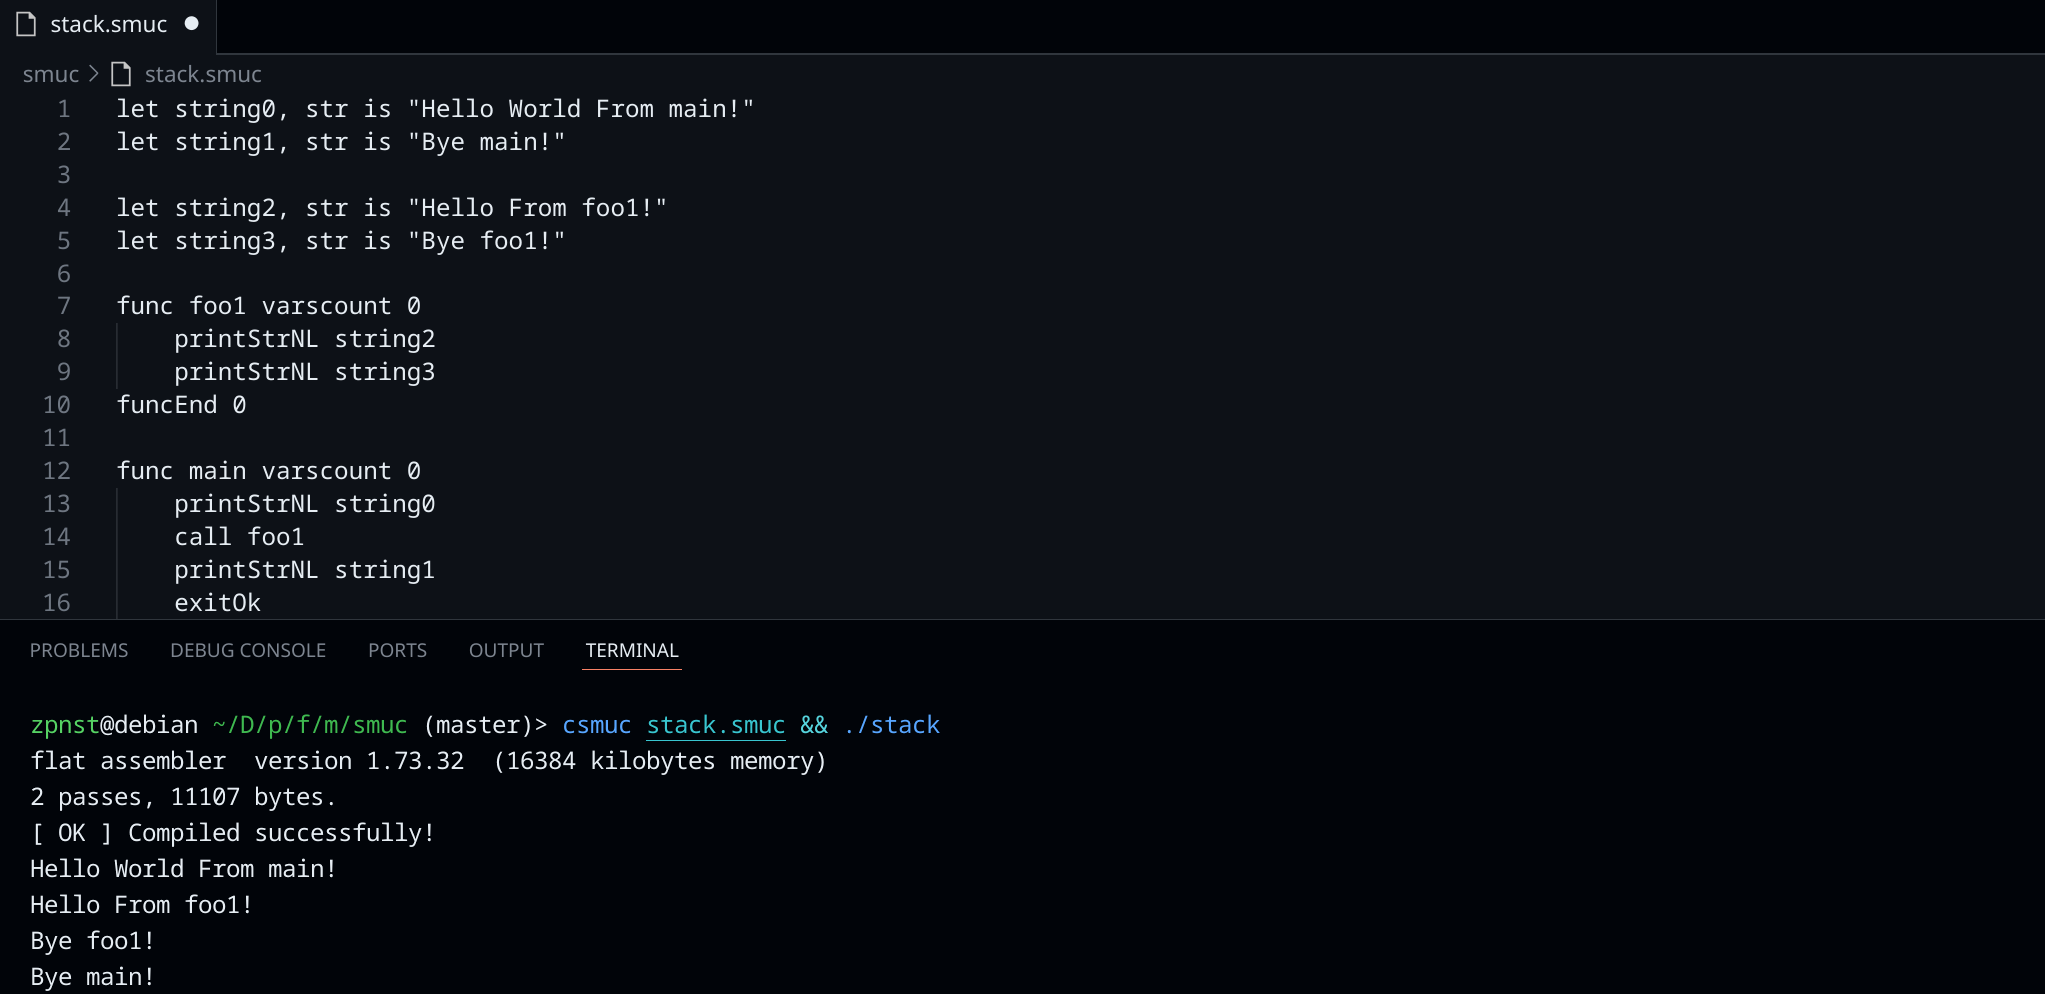 stack.smuc
smuc > stack.smuc
1 let string0, str is "Hello World From main!"
2 let string1, str is "Bye main!"
3
4 let string2, str is "Hello From foo1!"
5 let string3, str is "Bye foo1!"
6
7 func foo1 varscount 0
8     printStrNL string2
9     printStrNL string3
10 funcEnd 0
11
12 func main varscount 0
13     printStrNL string0
14     call foo1
15     printStrNL string1
16     exitOk
PROBLEMS DEBUG CONSOLE PORTS OUTPUT TERMINAL
zpnst@debian ~/D/p/f/m/smuc (master)> csmuc stack.smuc && ./stack
flat assembler  version 1.73.32  (16384 kilobytes memory)
2 passes, 11107 bytes.
[ OK ] Compiled successfully!
Hello World From main!
Hello From foo1!
Bye foo1!
Bye main!